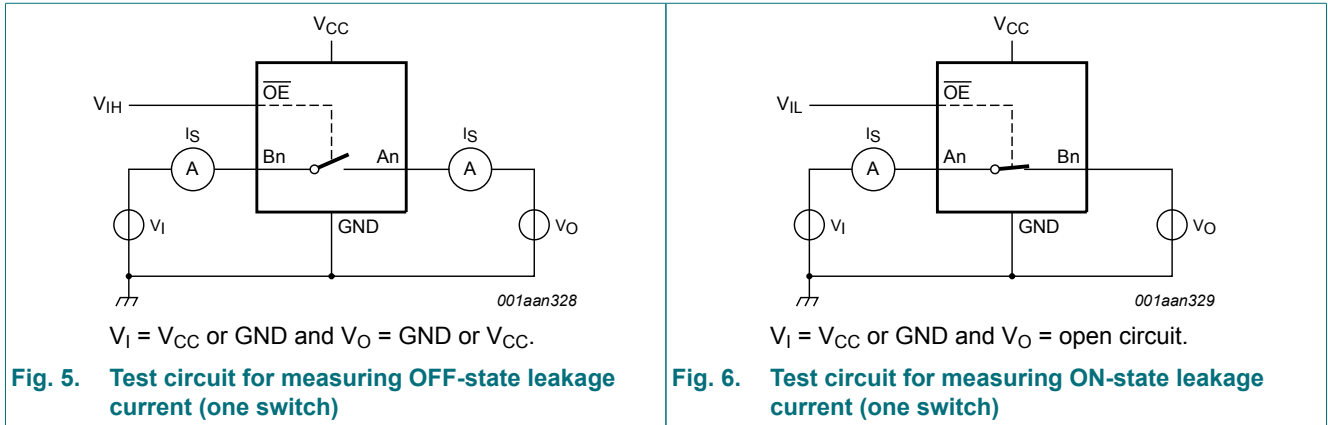 VCC
OE
VIH
IS
IS
Bn
An
A
A
VI
GND
VO
001aan328
VI = VCC or GND and VO = GND or VCC.
Fig. 5. Test circuit for measuring OFF-state leakage
current (one switch)
VCC
OE
VIL
IS
An
Bn
A
VI
GND
VO
001aan329
VI = VCC or GND and VO = open circuit.
Fig. 6. Test circuit for measuring ON-state leakage
current (one switch)